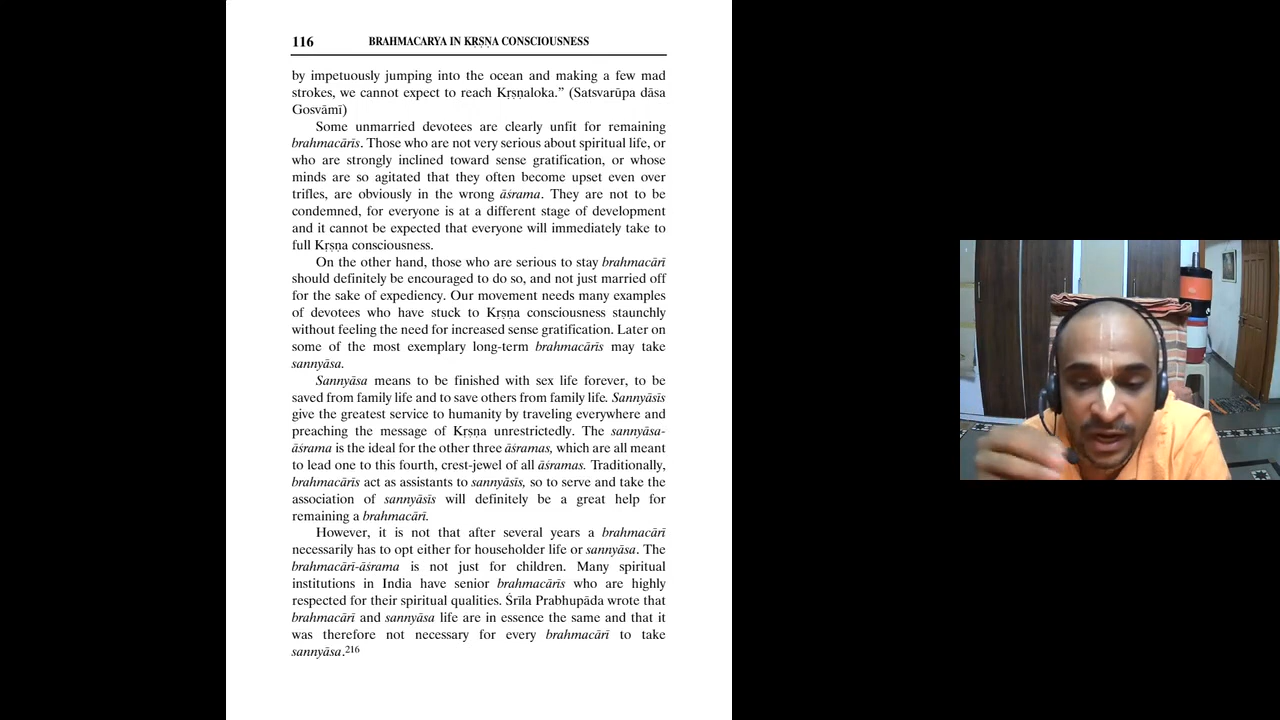 116 BRAHMACARYA IN KṚṢṆA CONSCIOUSNESS
by impetuously jumping into the ocean and making a few mad
strokes, we cannot expect to reach Kṛṣṇaloka.” (Satsvarūpa dāsa
Gosvāmī)
Some unmarried devotees are clearly unfit for remaining
brahmacārīs. Those who are not very serious about spiritual life, or
who are strongly inclined toward sense gratification, or whose
minds are so agitated that they often become upset even over
trifles, are obviously in the wrong āśrama. They are not to be
condemned, for everyone is at a different stage of development
and it cannot be expected that everyone will immediately take to
full Kṛṣṇa consciousness.
On the other hand, those who are serious to stay brahmacārī
should definitely be encouraged to do so, and not just married off
for the sake of expediency. Our movement needs many examples
of devotees who have stuck to Kṛṣṇa consciousness staunchly
without feeling the need for increased sense gratification. Later on
some of the most exemplary long-term brahmacārīs may take
sannyāsa.
Sannyāsa means to be finished with sex life forever, to be
saved from family life and to save others from family life. Sannyāsīs
give the greatest service to humanity by traveling everywhere and
preaching the message of Kṛṣṇa unrestrictedly. The sannyāsa-
āśrama is the ideal for the other three āśramas, which are all meant
to lead one to this fourth, crest-jewel of all āśramas. Traditionally,
brahmacārīs act as assistants to sannyāsīs, so to serve and take the
association of sannyāsīs will definitely be a great help for
remaining a brahmacārī.
However, it is not that after several years a brahmacārī
necessarily has to opt either for householder life or sannyāsa. The
brahmacārī-āśrama is not just for children. Many spiritual
institutions in India have senior brahmacārīs who are highly
respected for their spiritual qualities. Śrīla Prabhupāda wrote that
brahmacārī and sannyāsa life are in essence the same and that it
was therefore not necessary for every brahmacārī to take
sannyāsa.216